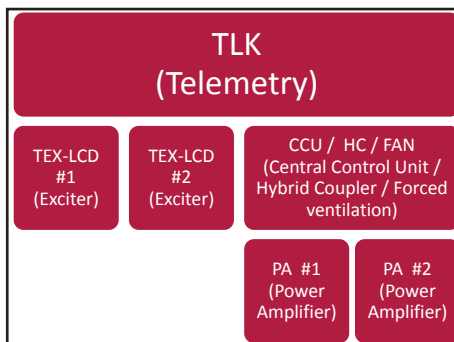 TLK
(Telemetry)
TEX-LCD
#1
(Exciter)
TEX-LCD
#2
(Exciter)
CCU / HC / FAN
(Central Control Unit /
Hybrid Coupler / Forced
ventilation)
PA #1
(Power
Amplifier)
PA #2
(Power
Amplifier)